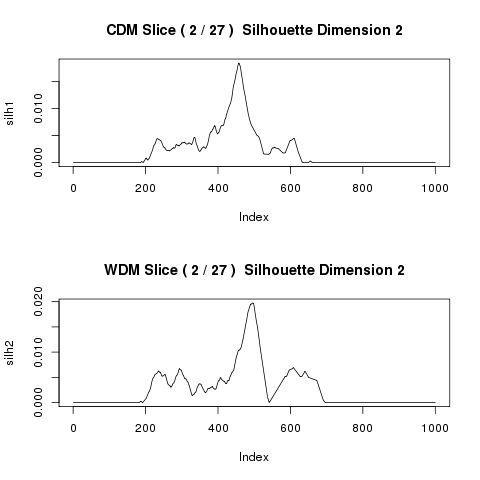 CDM Slice ( 2 / 27 )  Silhouette Dimension 2
silh1
0.000
0.010
0 200 400 600 800 1000
Index
WDM Slice ( 2 / 27 )  Silhouette Dimension 2
silh2
0.000
0.010
0.020
0 200 400 600 800 1000
Index